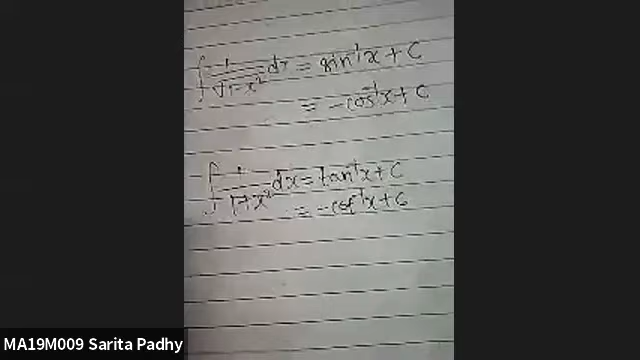 ∫ 1/√1-x² dx = sin⁻¹x + C
= -cos⁻¹x + C
∫ 1/1+x² dx = tan⁻¹x + C
= -cot⁻¹x + C
MA19M009 Sarita Padhy